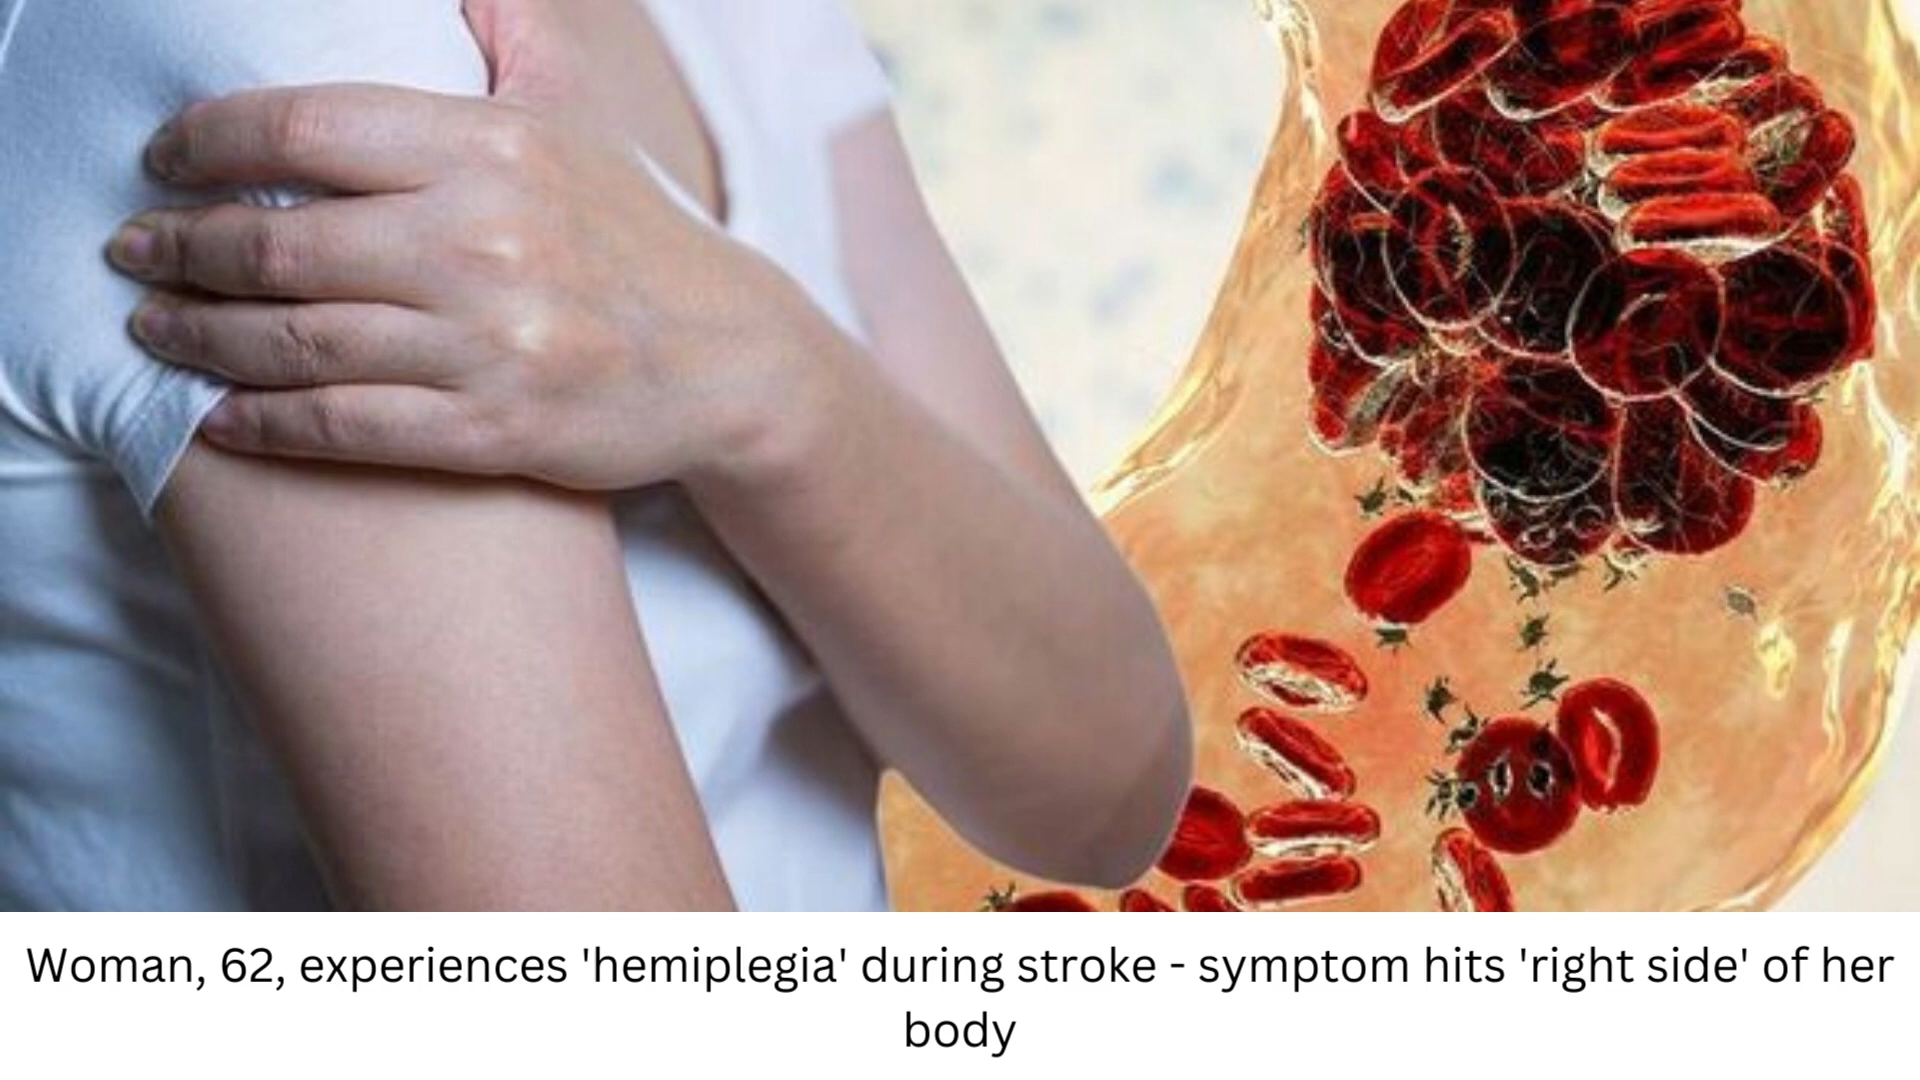 Woman, 62, experiences 'hemiplegia' during stroke - symptom hits 'right side' of her
body